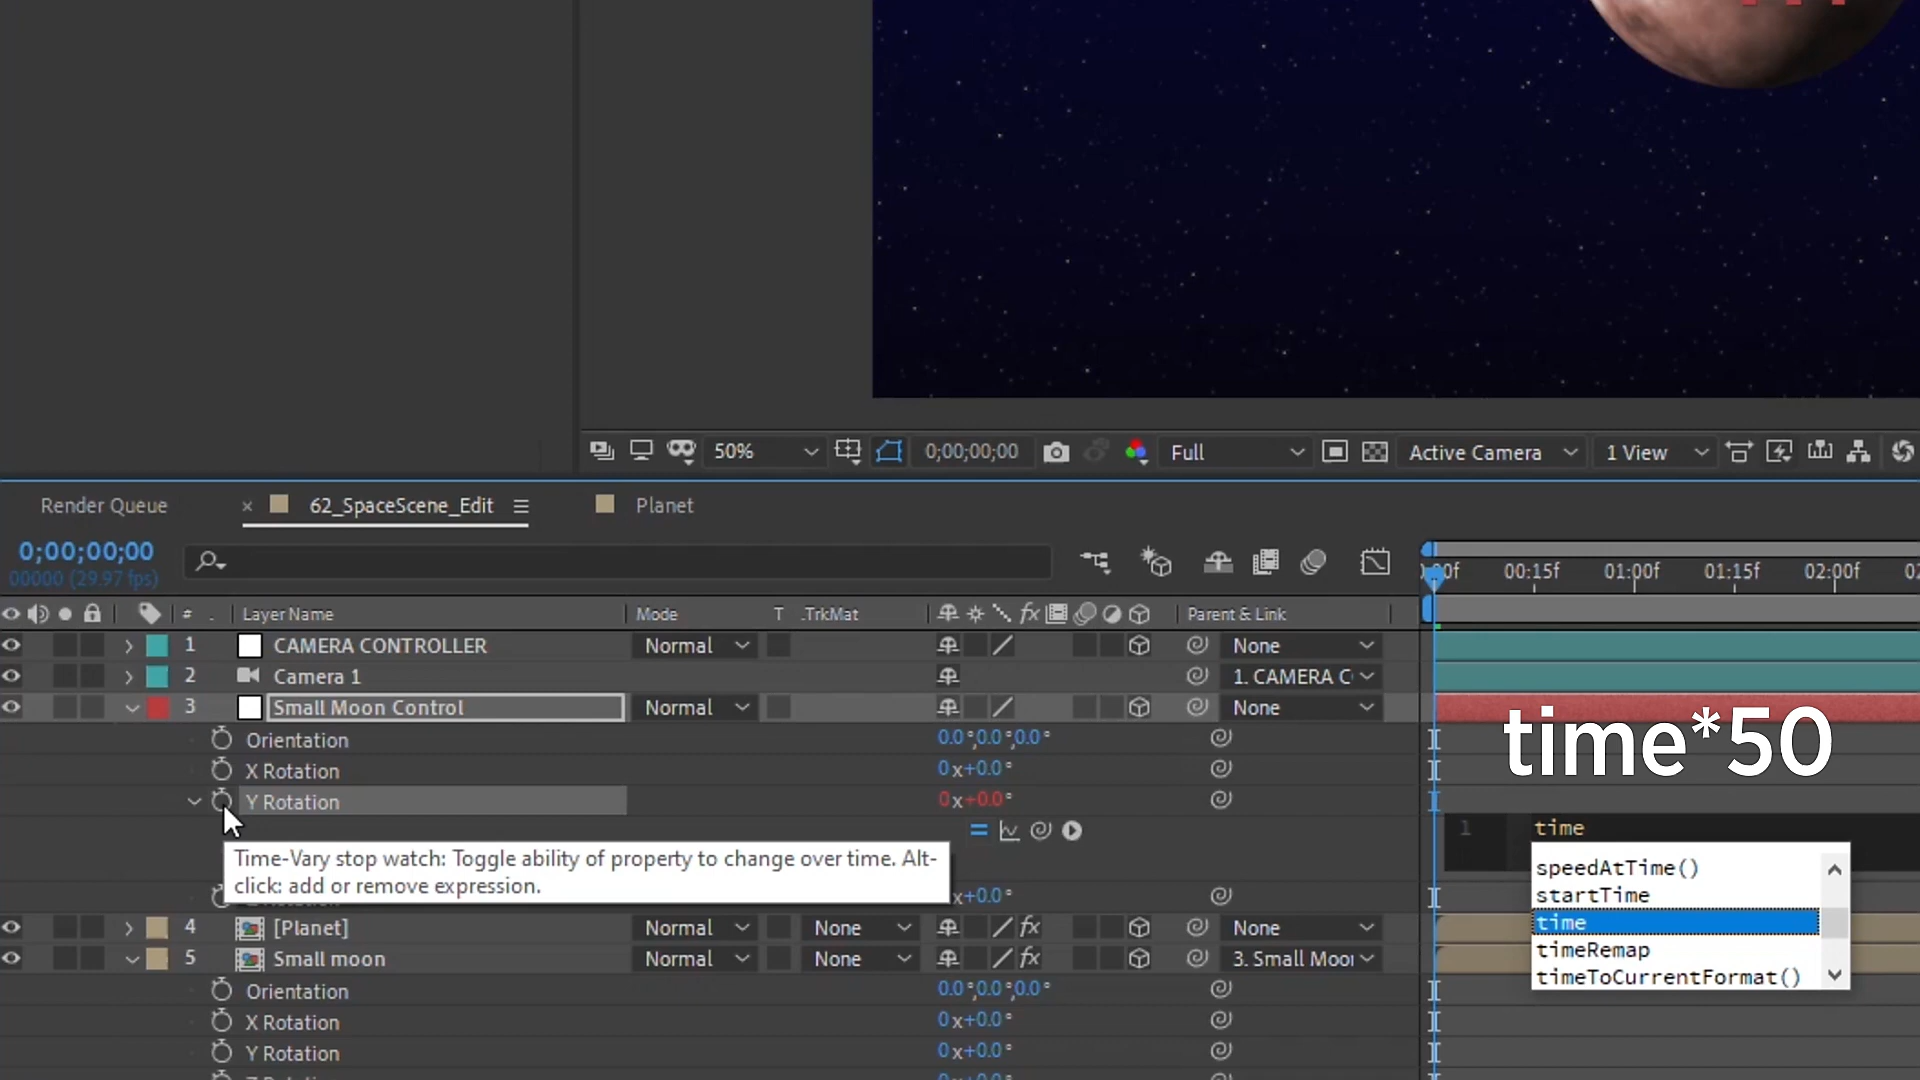 50%
0;00;00;00
Full
Active Camera
1 View
Render Queue
× 62_SpaceScene_Edit
Planet
0;00;00;00
00000 (29.97 fps)
00f 00:15f 01:00f 01:15f 02:00f
# . Layer Name Mode T .TrkMat fx Parent & Link
1 CAMERA CONTROLLER Normal None
2 Camera 1 1. CAMERA C
3 Small Moon Control Normal None
time*50
Orientation 0.0°,0.0°,0.0°
X Rotation 0x+0.0°
Y Rotation 0x+0.0°
1 time
Time-Vary stop watch: Toggle ability of property to change over time. Alt-
click: add or remove expression.
speedAtTime()
startTime
time
timeRemap
timeToCurrentFormat()
x+0.0°
4 [Planet] Normal None fx None
5 Small moon Normal None fx 3. Small Moo
Orientation 0.0°,0.0°,0.0°
X Rotation 0x+0.0°
Y Rotation 0x+0.0°